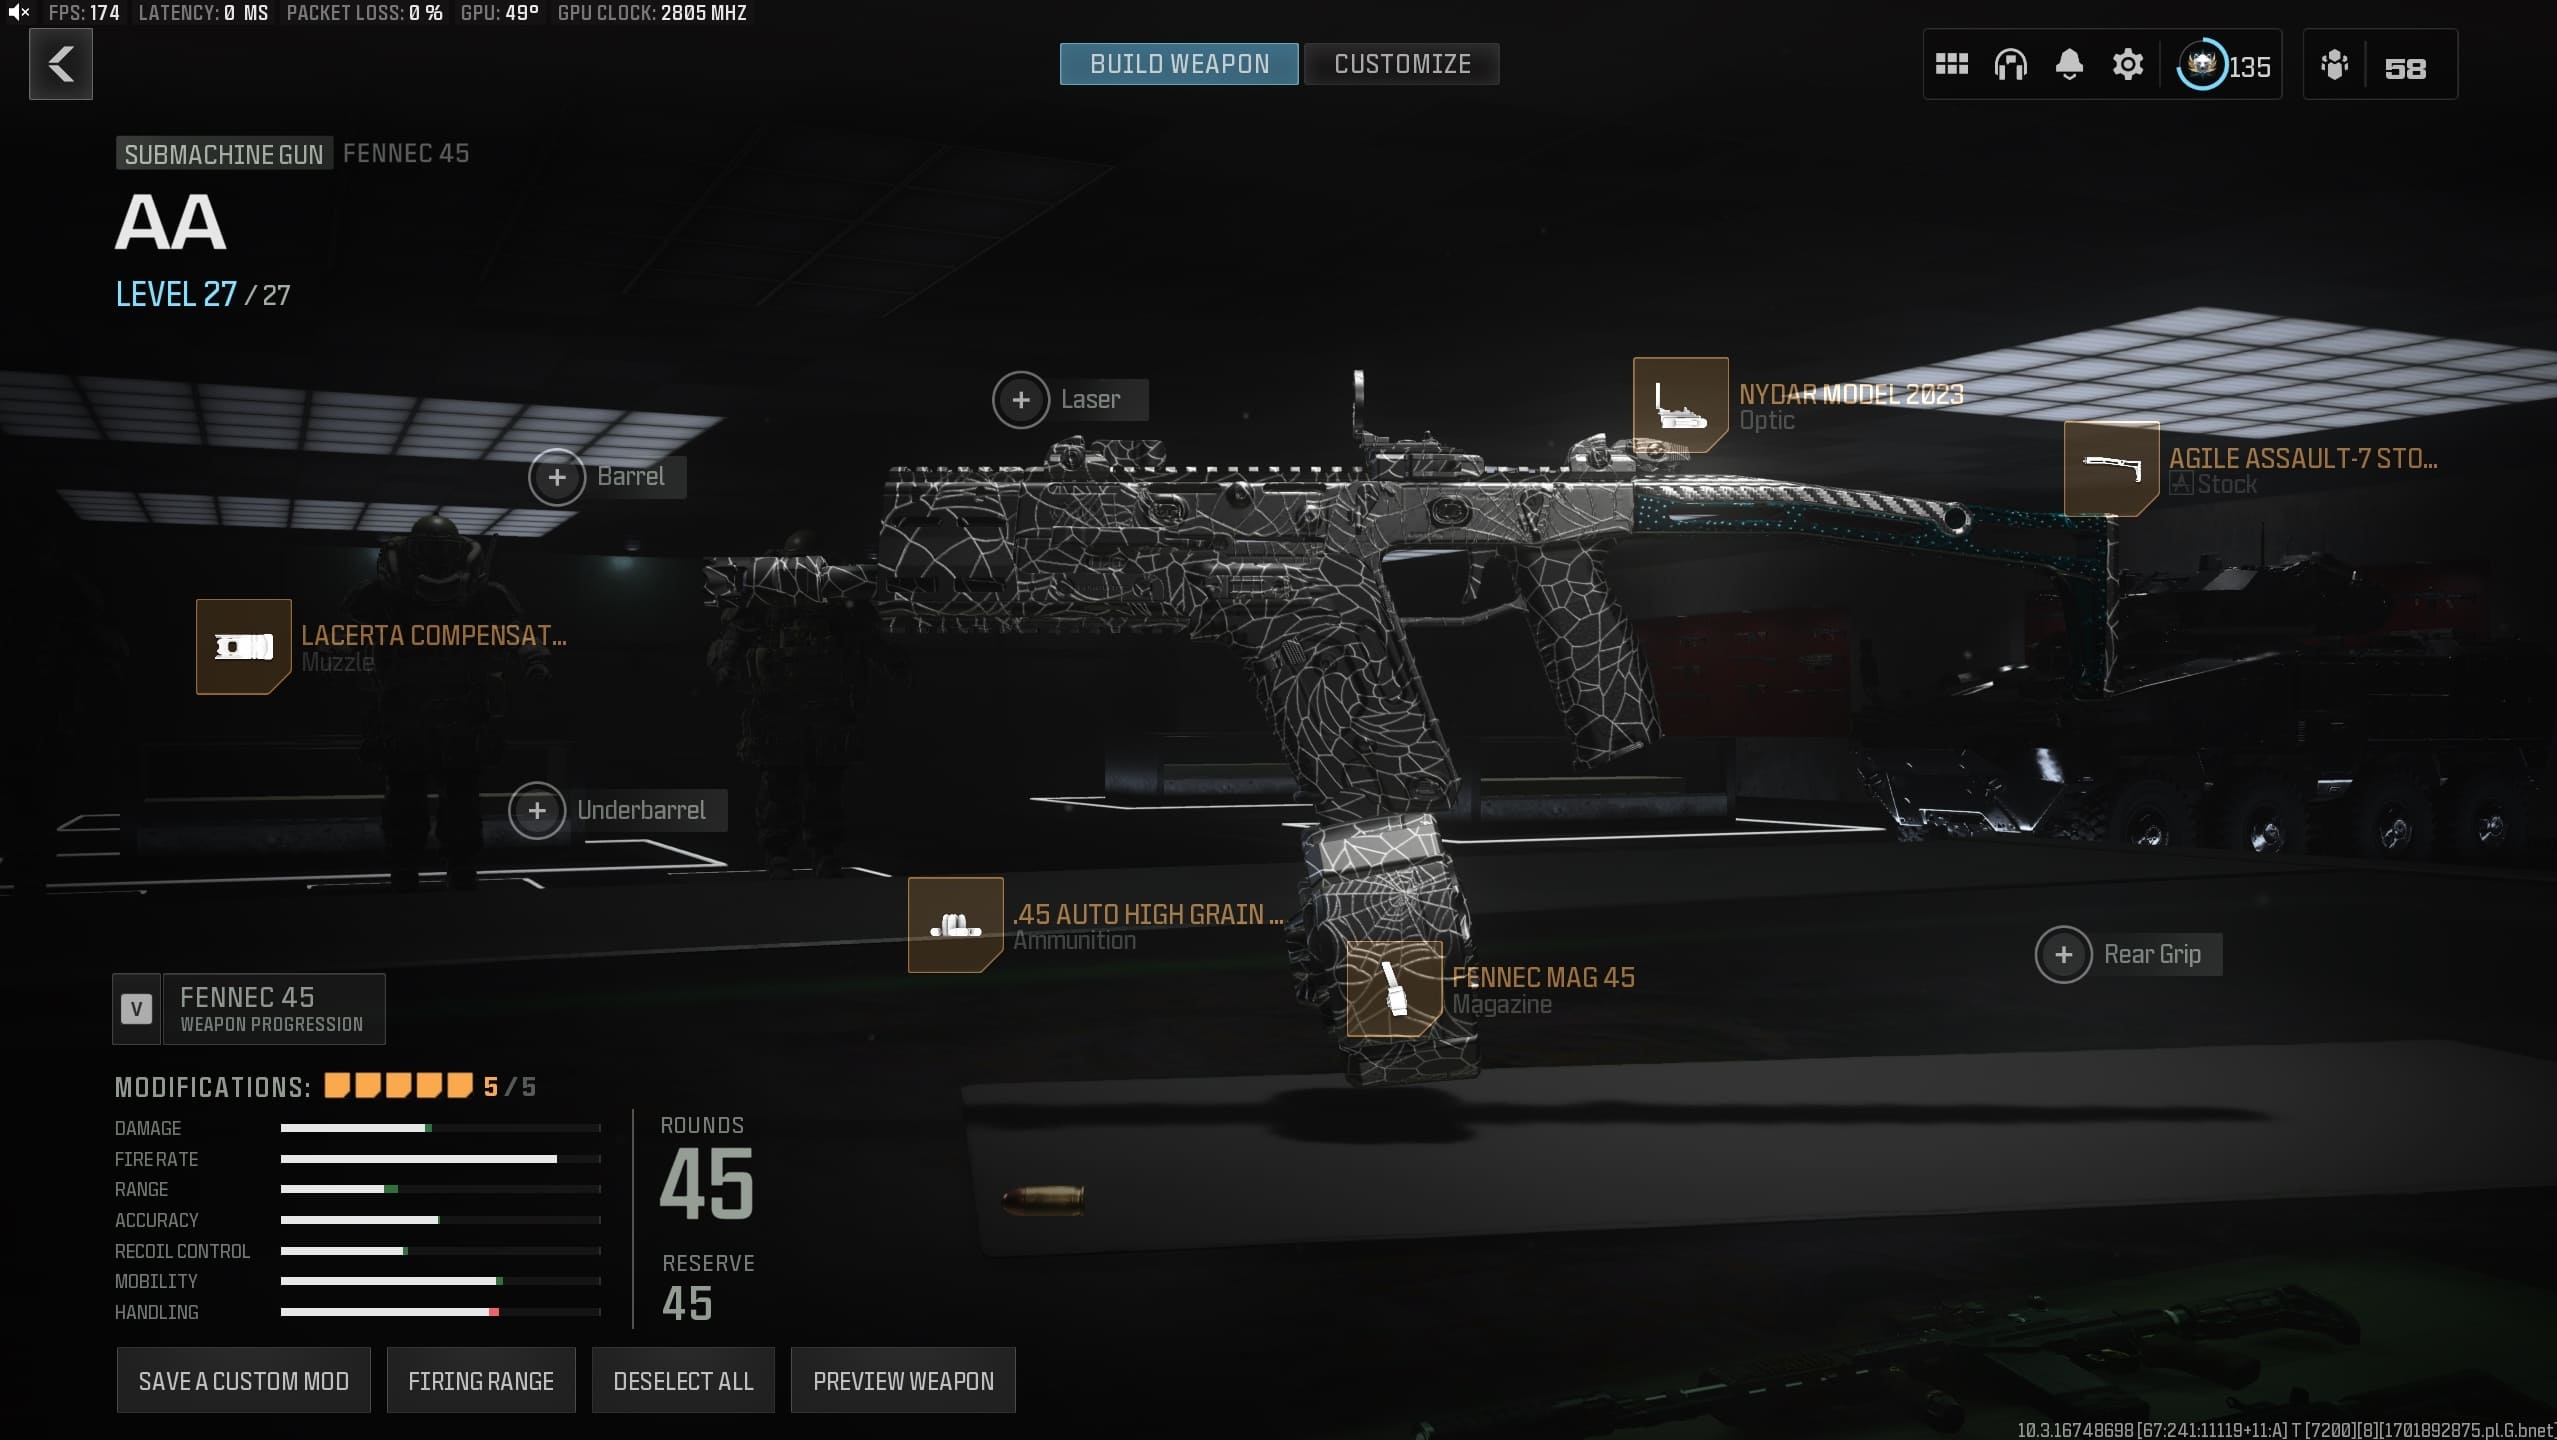 FPS: 174 LATENCY: 0 MS PACKET LOSS: 0 % GPU: 49° GPU CLOCK: 2805 MHZ
BUILD WEAPON CUSTOMIZE
135 58
SUBMACHINE GUN FENNEC 45
AA
LEVEL 27 / 27
Laser
NYDAR MODEL 2023
Optic
Barrel
AGILE ASSAULT-7 STO...
Stock
LACERTA COMPENSAT...
Muzzle
Underbarrel
.45 AUTO HIGH GRAIN ...
Ammunition
FENNEC MAG 45
Magazine
Rear Grip
V FENNEC 45
WEAPON PROGRESSION
MODIFICATIONS: 5 / 5
DAMAGE
FIRE RATE
RANGE
ACCURACY
RECOIL CONTROL
MOBILITY
HANDLING
ROUNDS
45
RESERVE
45
SAVE A CUSTOM MOD FIRING RANGE DESELECT ALL PREVIEW WEAPON
10.3.16748698 [67:241:11119+11:A] T [7200][8][1701892875.pl.G.bnet]